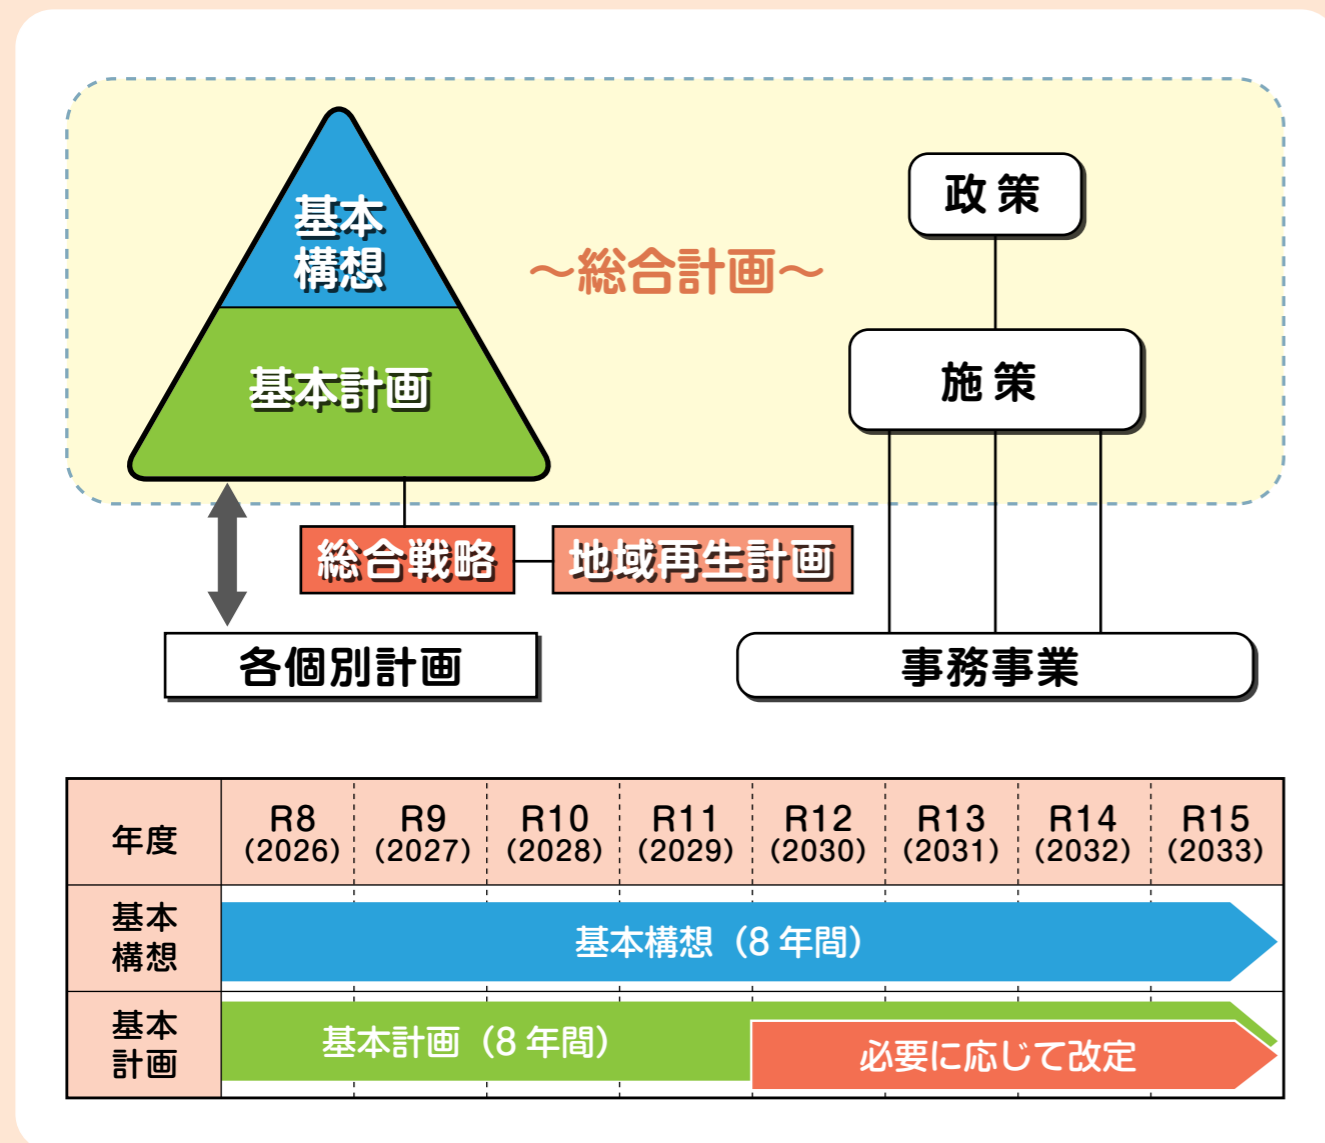 基本
構想
基本計画
～総合計画～
政策
施策
総合戦略
地域再生計画
各個別計画
事務事業
年度
R8
(2026)
R9
(2027)
R10
(2028)
R11
(2029)
R12
(2030)
R13
(2031)
R14
(2032)
R15
(2033)
基本
構想
基本構想（8 年間）
基本
計画
基本計画（8 年間）
必要に応じて改定